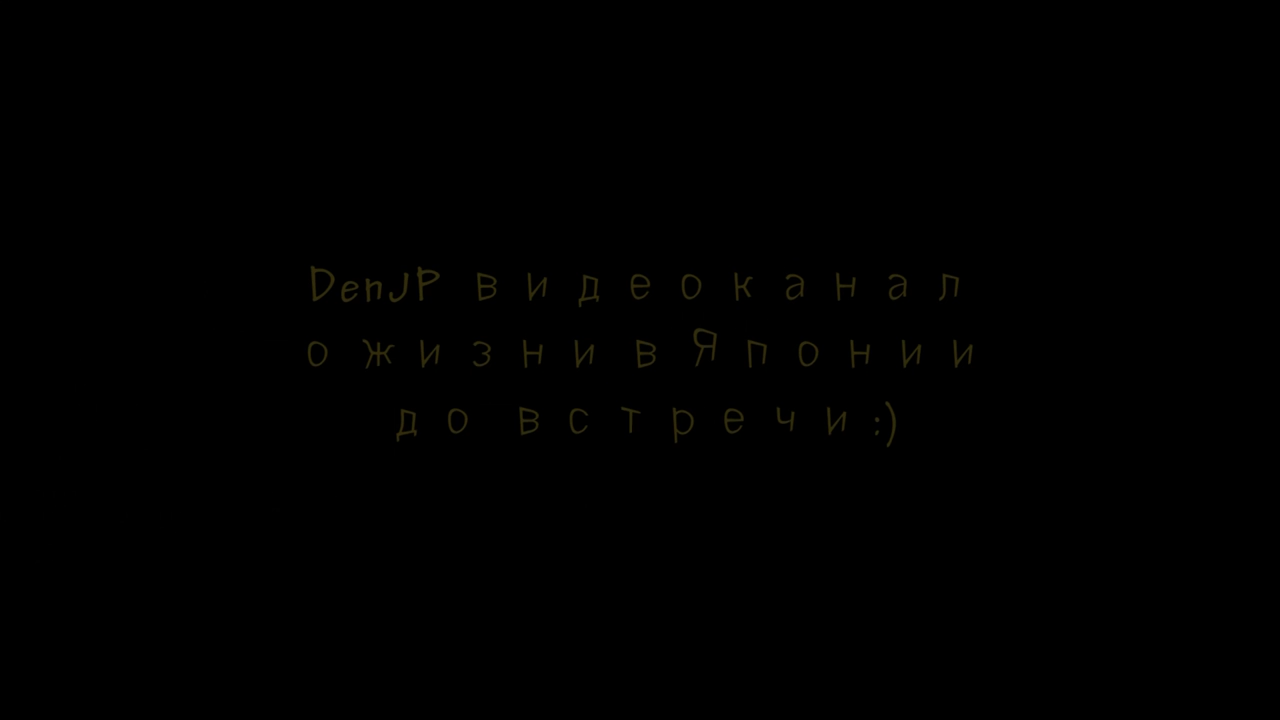 DenJP видеоканал
о жизни в Японии
до встречи :)